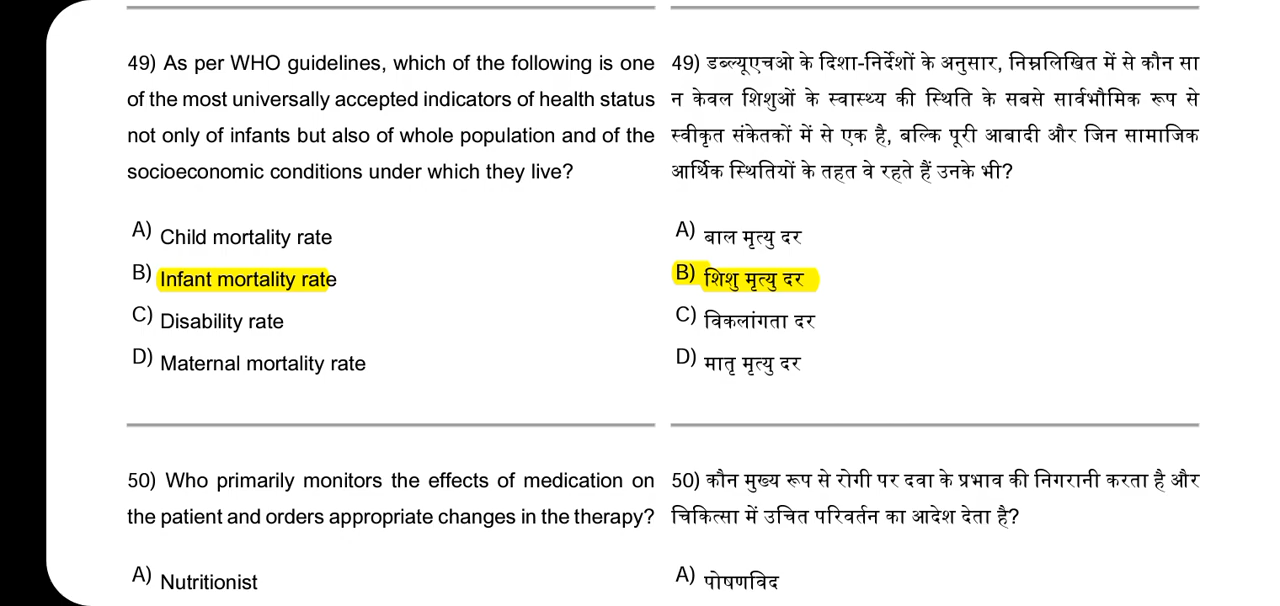 49) As per WHO guidelines, which of the following is one
of the most universally accepted indicators of health status
not only of infants but also of whole population and of the
socioeconomic conditions under which they live?
A) Child mortality rate
B) Infant mortality rate
C) Disability rate
D) Maternal mortality rate
49) डब्ल्यूएचओ के दिशा-निर्देशों के अनुसार, निम्नलिखित में से कौन सा
न केवल शिशुओं के स्वास्थ्य की स्थिति के सबसे सार्वभौमिक रूप से
स्वीकृत संकेतकों में से एक है, बल्कि पूरी आबादी और जिन सामाजिक
आर्थिक स्थितियों के तहत वे रहते हैं उनके भी?
A) बाल मृत्यु दर
B) शिशु मृत्यु दर
C) विकलांगता दर
D) मातृ मृत्यु दर
50) Who primarily monitors the effects of medication on
the patient and orders appropriate changes in the therapy?
A) Nutritionist
50) कौन मुख्य रूप से रोगी पर दवा के प्रभाव की निगरानी करता है और
चिकित्सा में उचित परिवर्तन का आदेश देता है?
A) पोषणविद